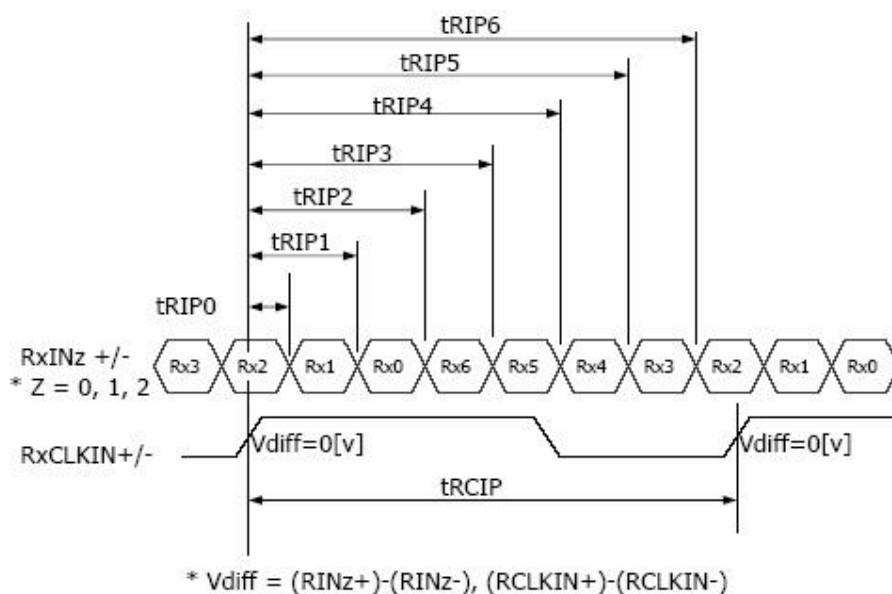 tRIP6
tRIP5
tRIP4
tRIP3
tRIP2
tRIP1
tRIP0
RxINz +/-
* Z = 0, 1, 2
Rx3 Rx2 Rx1 Rx0 Rx6 Rx5 Rx4 Rx3 Rx2 Rx1 Rx0
RxCLKIN+/-
Vdiff=0[v] Vdiff=0[v]
tRCIP
* Vdiff = (RINz+)-(RINz-), (RCLKIN+)-(RCLKIN-)